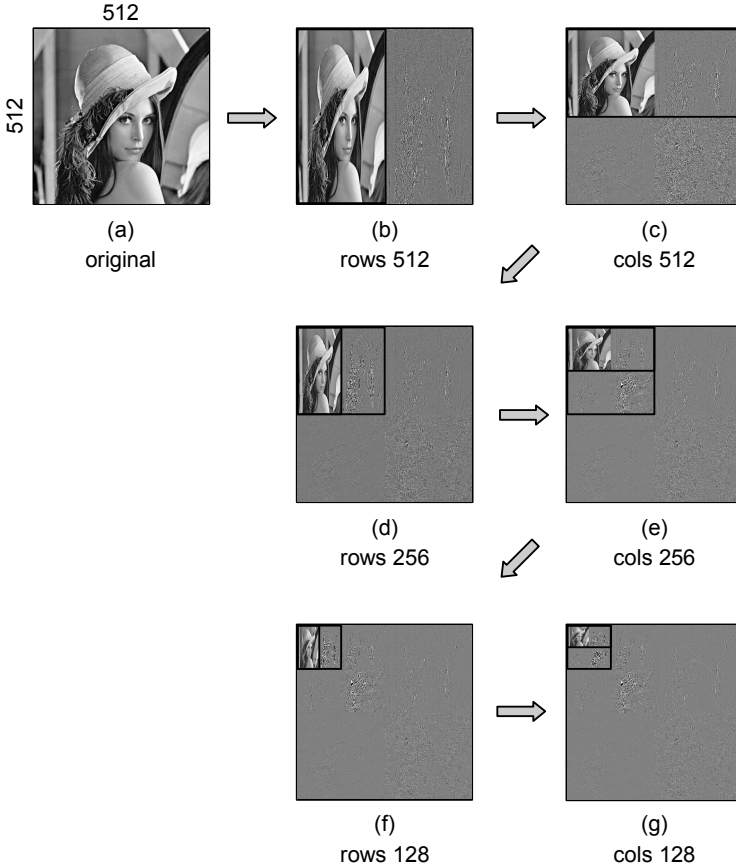 512
512
(a)
original
(b)
rows 512
(c)
cols 512
(d)
rows 256
(e)
cols 256
(f)
rows 128
(g)
cols 128